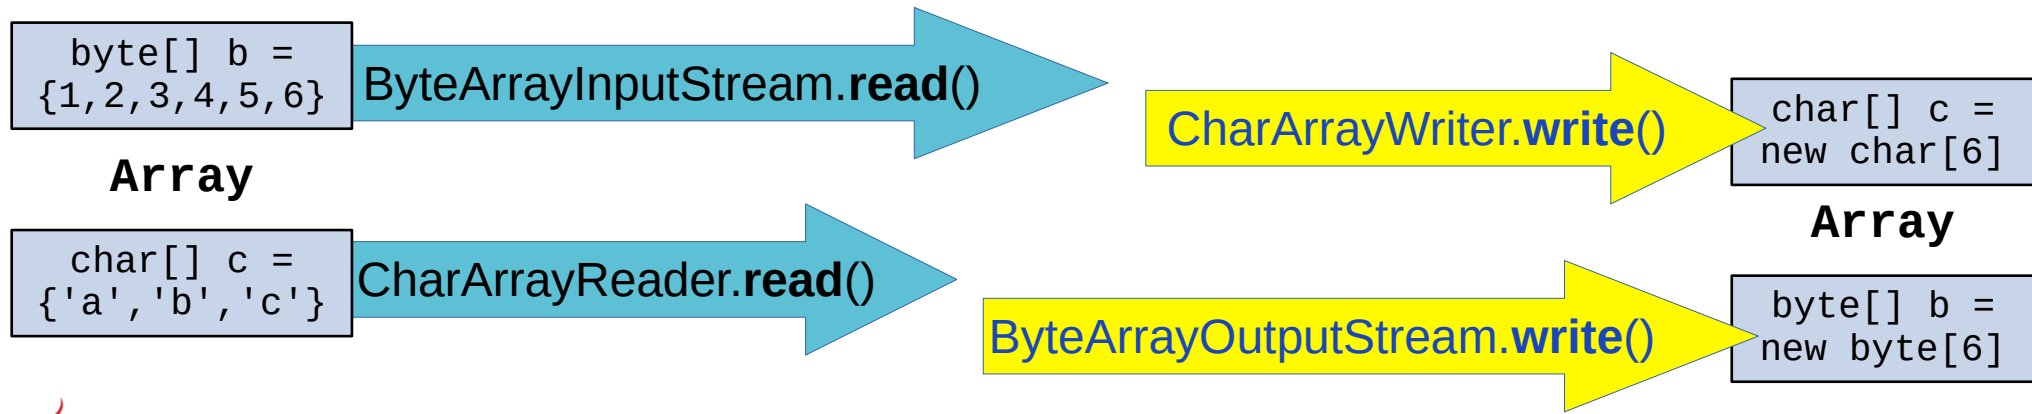 byte[] b =
{1,2,3,4,5,6}
ByteArrayInputStream.read()
CharArrayWriter.write()
char[] c =
new char[6]
Array
Array
char[] c =
{'a','b','c'}
CharArrayReader.read()
ByteArrayOutputStream.write()
byte[] b =
new byte[6]